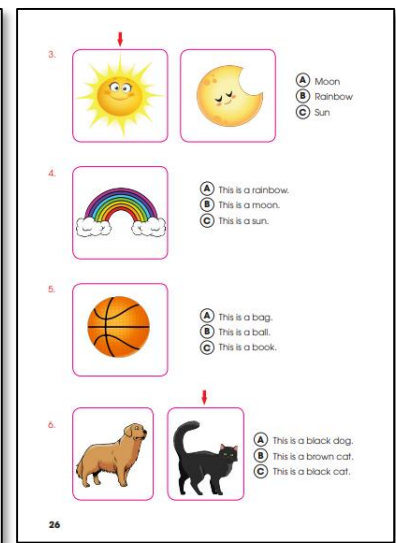 3.
A Moon
B Rainbow
C Sun
4.
A This is a rainbow.
B This is a moon.
C This is a sun.
5.
A This is a bag.
B This is a ball.
C This is a book.
6.
A This is a black dog.
B This is a brown cat.
C This is a black cat.
26